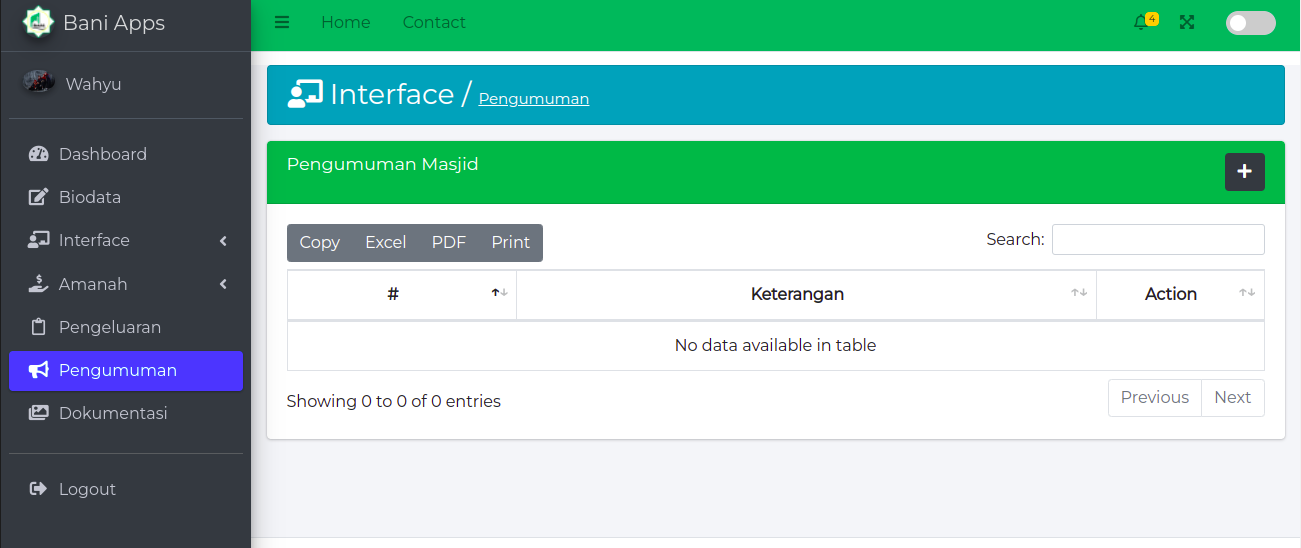 Bani Apps
Home Contact
4
Wahyu
Interface / Pengumuman
Dashboard
Biodata
Interface
Amanah
Pengeluaran
Pengumuman
Dokumentasi
Logout
Pengumuman Masjid
Copy Excel PDF Print
Search:
# Keterangan Action
No data available in table
Showing 0 to 0 of 0 entries
Previous Next